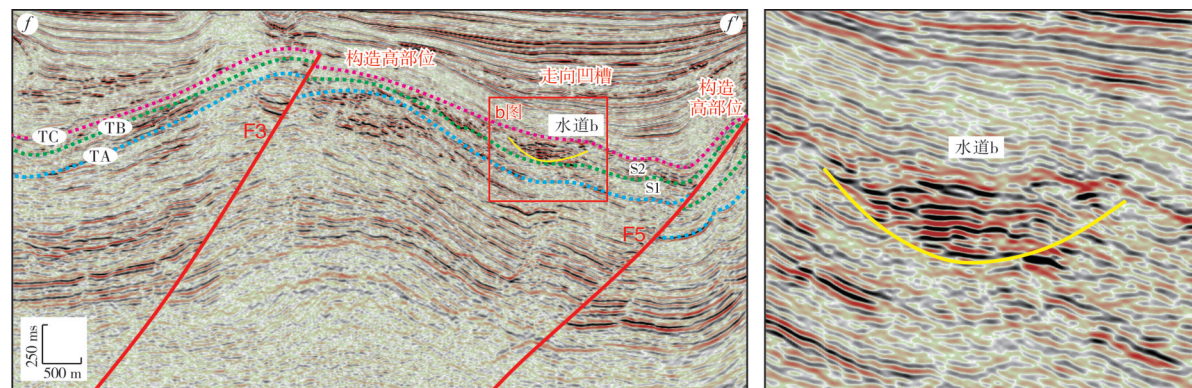 f
f′
构造高部位
走向凹槽
构造
高部位
b图
水道b
TC
TB
TA
F3
S2
S1
F5
250 ms
500 m
水道b